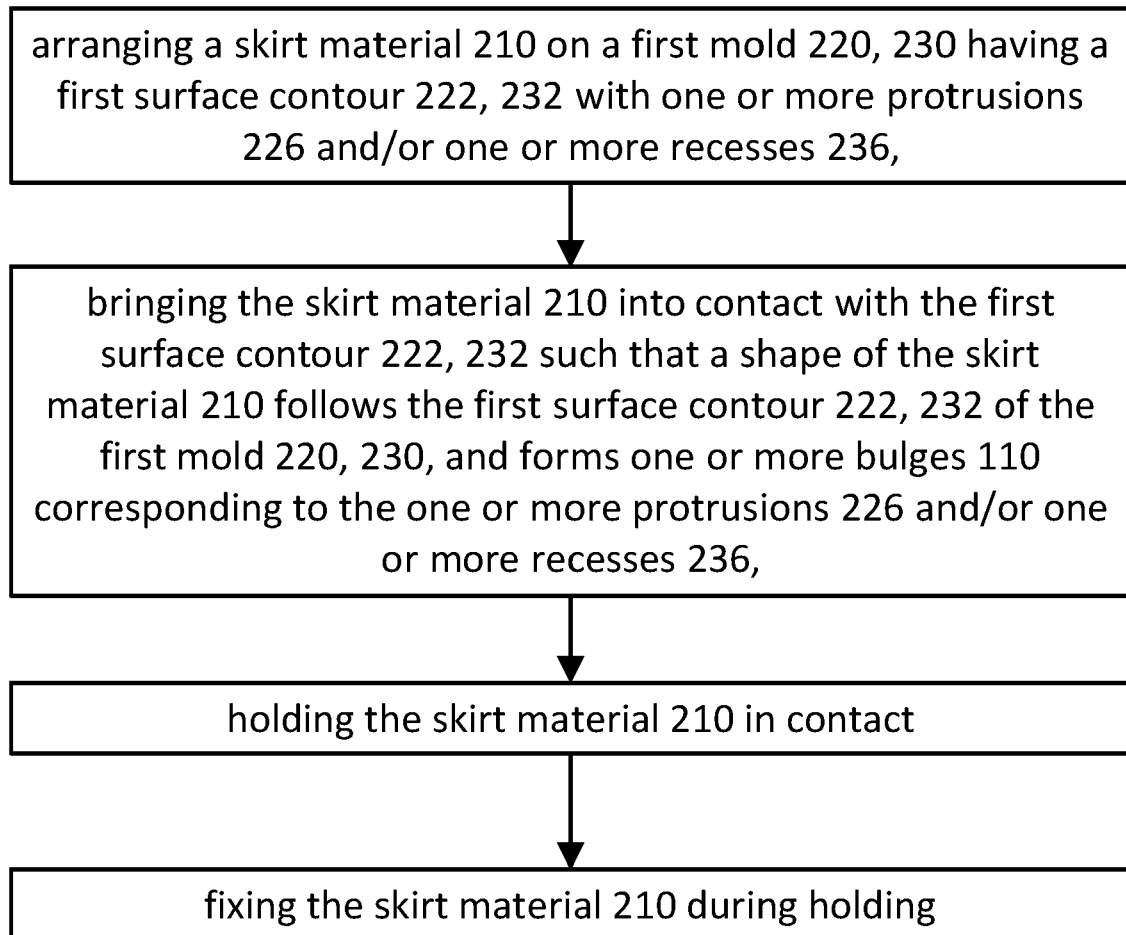 arranging a skirt material 210 on a first mold 220, 230 having a
first surface contour 222, 232 with one or more protrusions
226 and/or one or more recesses 236,
bringing the skirt material 210 into contact with the first
surface contour 222, 232 such that a shape of the skirt
material 210 follows the first surface contour 222, 232 of the
first mold 220, 230, and forms one or more bulges 110
corresponding to the one or more protrusions 226 and/or one
or more recesses 236,
holding the skirt material 210 in contact
fixing the skirt material 210 during holding